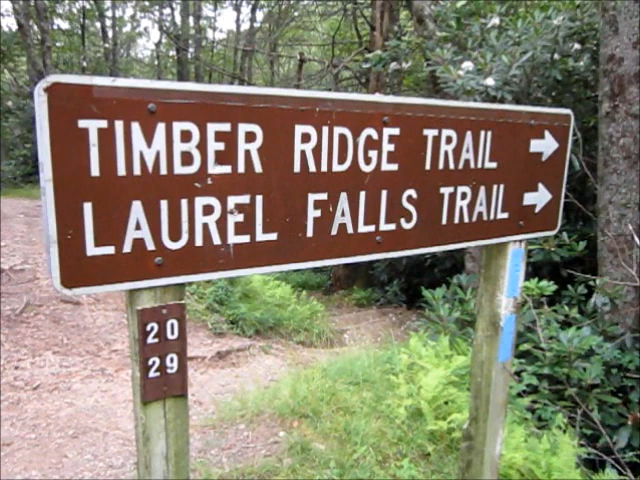 TIMBER RIDGE TRAIL →
LAUREL FALLS TRAIL →
20
29